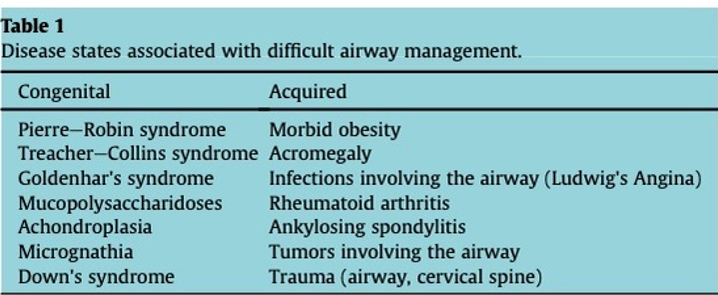 Table 1
Disease states associated with difficult airway management.
Congenital Acquired
Pierre–Robin syndrome Morbid obesity
Treacher–Collins syndrome Acromegaly
Goldenhar's syndrome Infections involving the airway (Ludwig's Angina)
Mucopolysaccharidoses Rheumatoid arthritis
Achondroplasia Ankylosing spondylitis
Micrognathia Tumors involving the airway
Down's syndrome Trauma (airway, cervical spine)